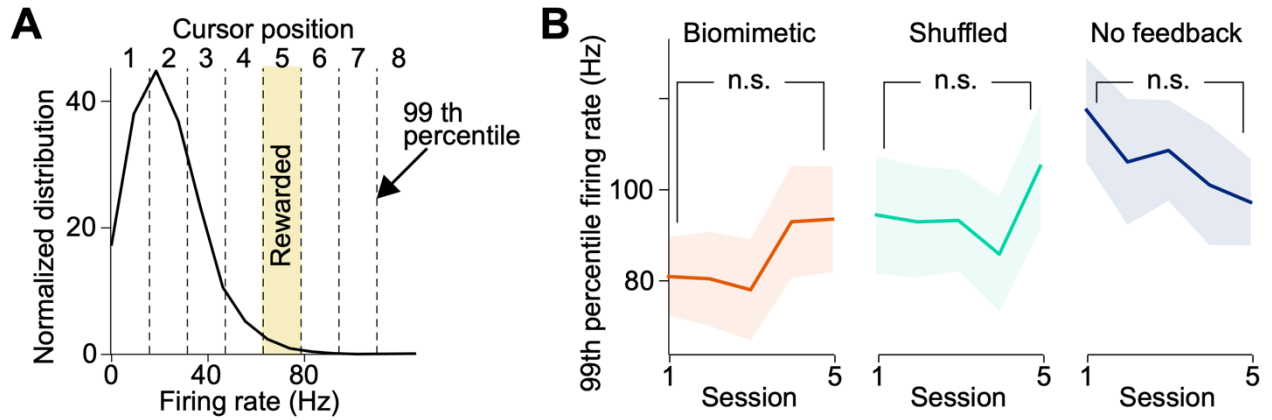 A
Cursor position
1 2 3 4 5 6 7 8
Normalized distribution
40
20
0
Rewarded
99 th
percentile
0 40 80
Firing rate (Hz)
B
99th percentile firing rate (Hz)
100
80
Biomimetic
n.s.
1 5
Session
Shuffled
n.s.
1 5
Session
No feedback
n.s.
1 5
Session